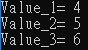 Value_1= 4
Value_2= 5
Value_3= 6